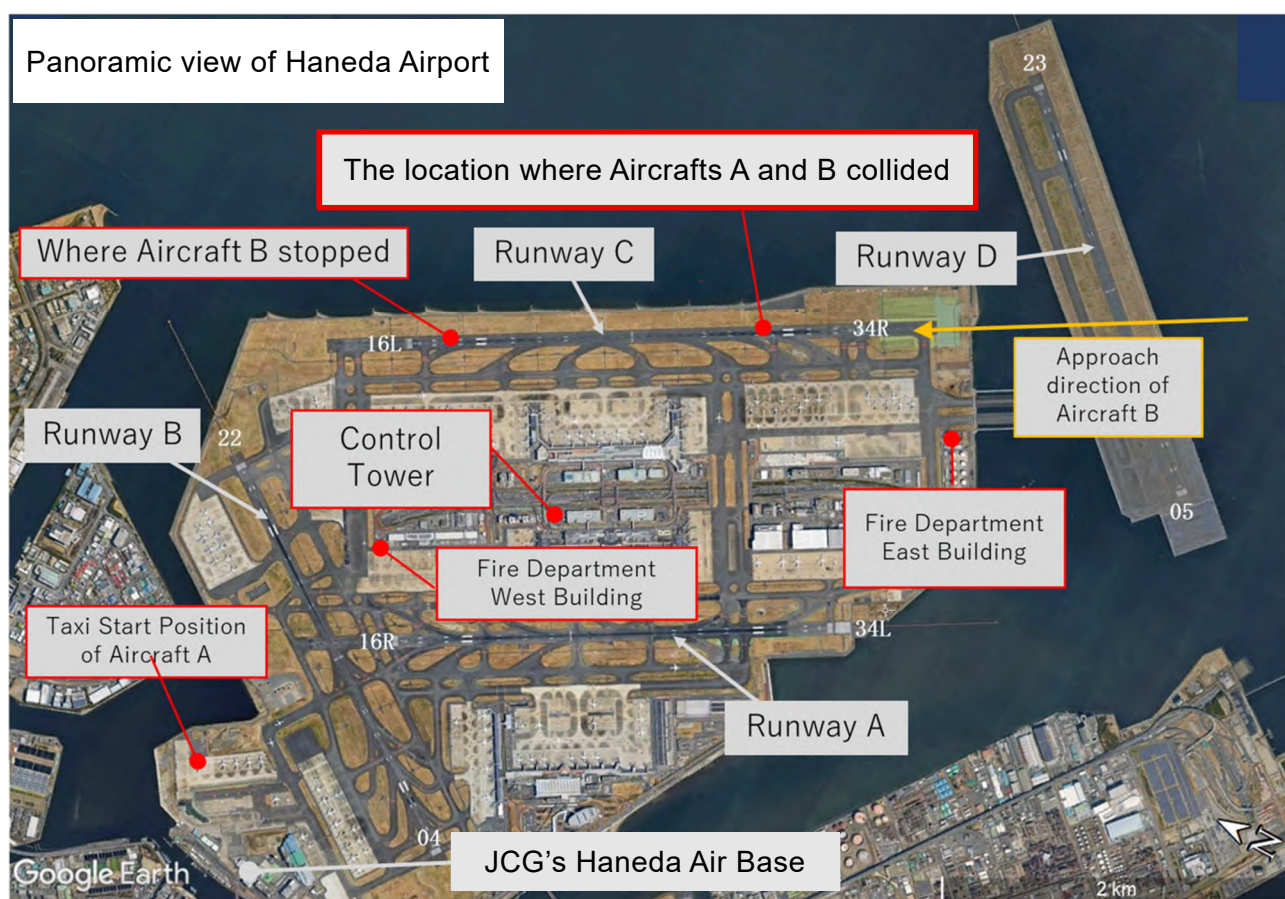 Panoramic view of Haneda Airport
23
The location where Aircrafts A and B collided
Where Aircraft B stopped
Runway C
Runway D
16L
34R
Approach
direction of
Aircraft B
Runway B
22
Control
Tower
Fire Department
East Building
05
Fire Department
West Building
Taxi Start Position
of Aircraft A
16R
34L
Runway A
04
JCG’s Haneda Air Base
Google Earth
N
2 km